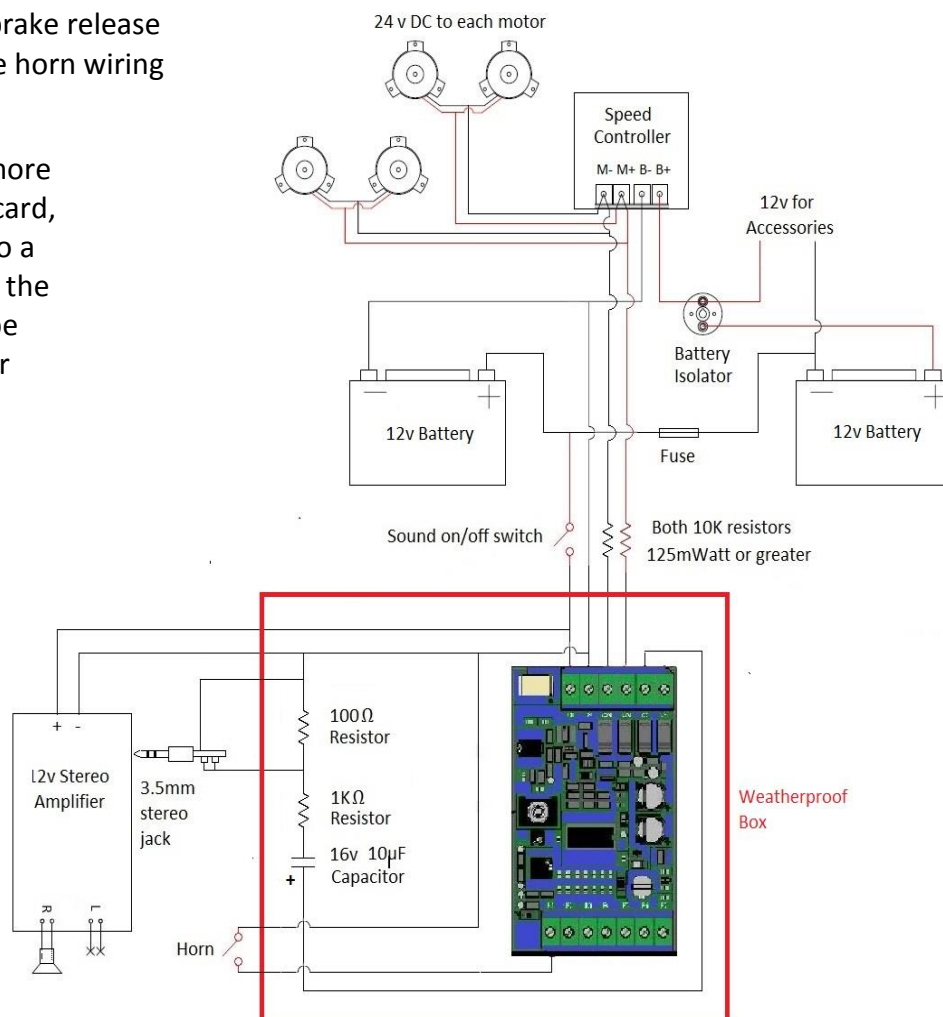 brake release
e horn wiring
more
card,
o a
the
be
r
24 v DC to each motor
Speed
Controller
M- M+ B- B+
12v for
Accessories
Battery
Isolator
12v Battery
12v Battery
Fuse
Sound on/off switch
Both 10K resistors
125mWatt or greater
+ -
12v Stereo
Amplifier
3.5mm
stereo
jack
100Ω
Resistor
1KΩ
Resistor
16v 10µF
Capacitor
+
R L
Horn
Weatherproof
Box